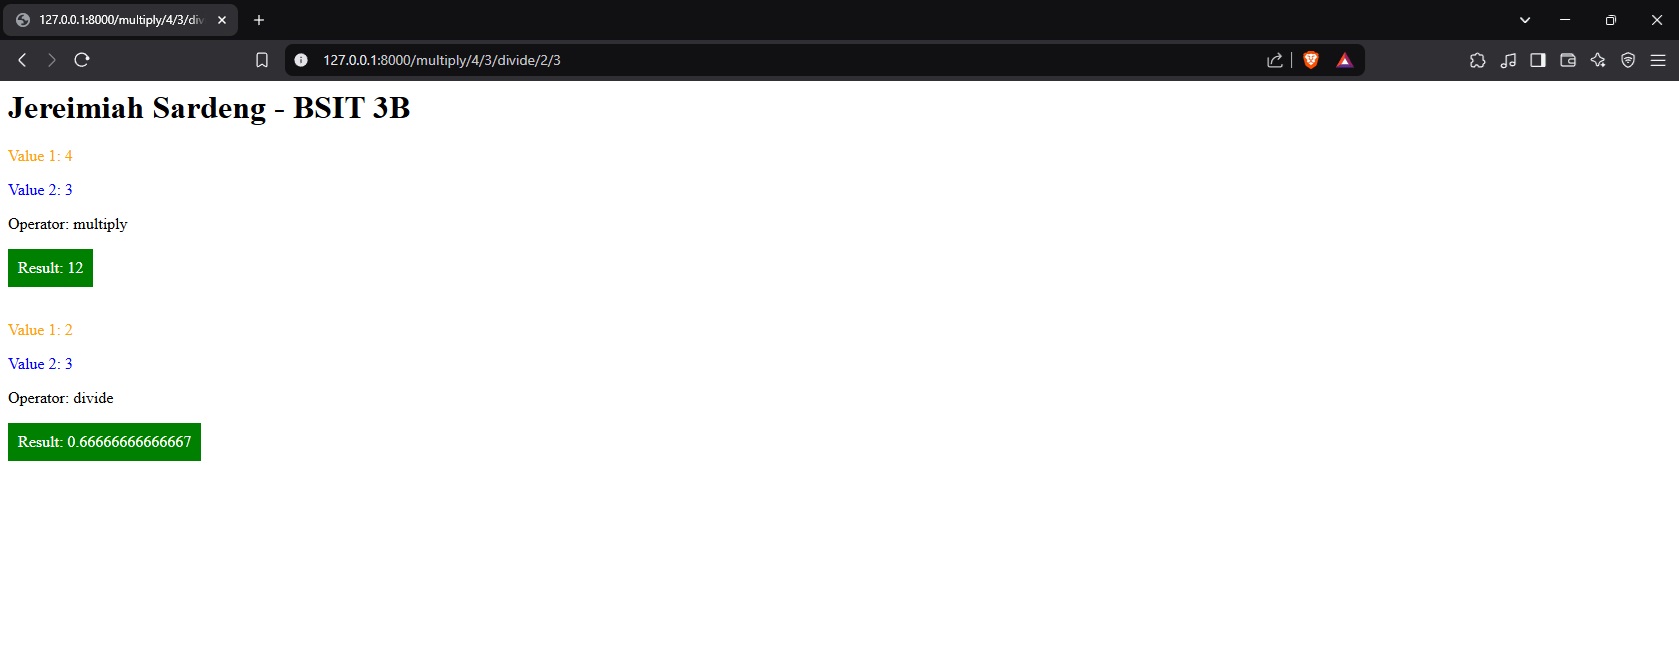 127.0.0.1:8000/multiply/4/3/div
127.0.0.1:8000/multiply/4/3/divide/2/3
Jereimiah Sardeng - BSIT 3B
Value 1: 4
Value 2: 3
Operator: multiply
Result: 12
Value 1: 2
Value 2: 3
Operator: divide
Result: 0.66666666666667